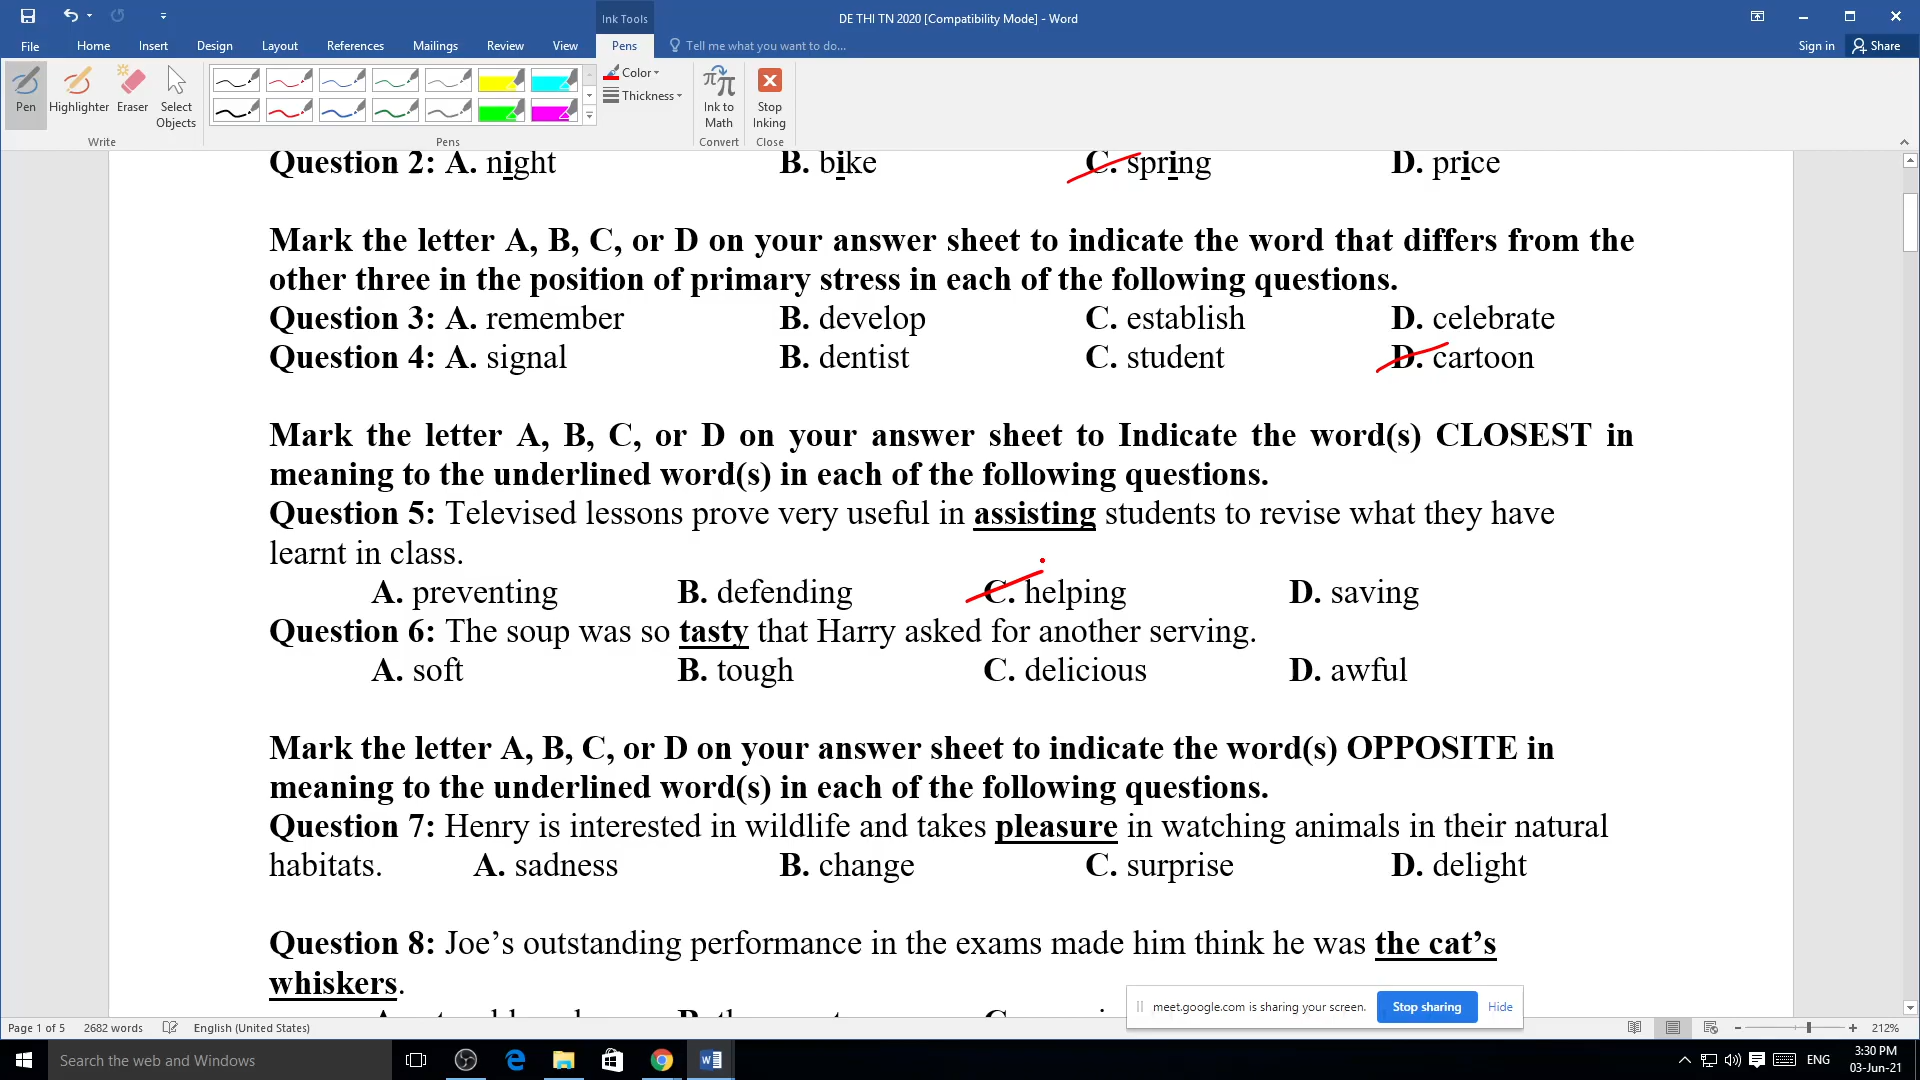 Ink Tools
DE THI TN 2020 [Compatibility Mode] - Word
File Home Insert Design Layout References Mailings Review View Pens Tell me what you want to do... Sign in Share
Pen Highlighter Eraser Select Objects
Color
Thickness
Ink to Math
Stop Inking
Write Pens Convert Close
Question 2: A. night B. bike C. spring D. price
Mark the letter A, B, C, or D on your answer sheet to indicate the word that differs from the
other three in the position of primary stress in each of the following questions.
Question 3: A. remember B. develop C. establish D. celebrate
Question 4: A. signal B. dentist C. student D. cartoon
Mark the letter A, B, C, or D on your answer sheet to Indicate the word(s) CLOSEST in
meaning to the underlined word(s) in each of the following questions.
Question 5: Televised lessons prove very useful in assisting students to revise what they have
learnt in class.
A. preventing B. defending C. helping D. saving
Question 6: The soup was so tasty that Harry asked for another serving.
A. soft B. tough C. delicious D. awful
Mark the letter A, B, C, or D on your answer sheet to indicate the word(s) OPPOSITE in
meaning to the underlined word(s) in each of the following questions.
Question 7: Henry is interested in wildlife and takes pleasure in watching animals in their natural
habitats. A. sadness B. change C. surprise D. delight
Question 8: Joe’s outstanding performance in the exams made him think he was the cat’s
whiskers.
meet.google.com is sharing your screen. Stop sharing Hide
Page 1 of 5 2682 words English (United States) 212%
Search the web and Windows
ENG
3:30 PM
03-Jun-21